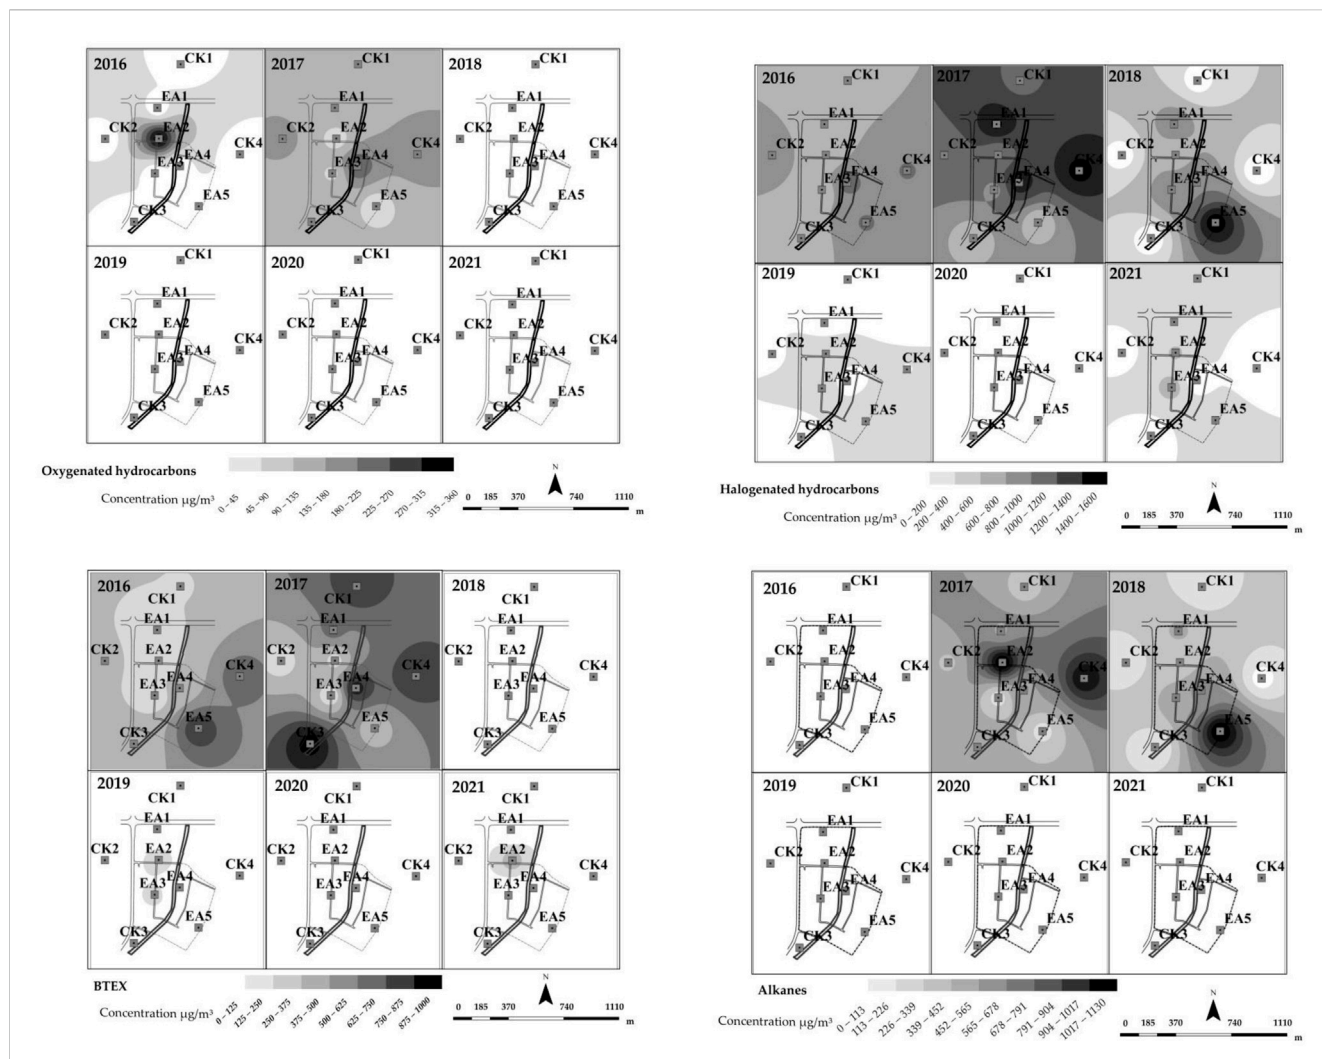 2016
CK1
EA1
CK2
EA2
CK4
EA3
EA4
EA5
CK3
2017
CK1
EA1
CK2
EA2
CK4
EA3
EA4
EA5
CK3
2018
CK1
EA1
CK2
EA2
CK4
EA3
EA4
EA5
CK3
2019
CK1
EA1
CK2
EA2
CK4
EA3
EA4
EA5
CK3
2020
CK1
EA1
CK2
EA2
CK4
EA3
EA4
EA5
CK3
2021
CK1
EA1
CK2
EA2
CK4
EA3
EA4
EA5
CK3
Oxygenated hydrocarbons
Concentration µg/m³
0–45
45–90
90–135
135–180
180–225
225–270
270–315
315–360
N
0 185 370 740 1110
m
2016
CK1
EA1
CK2
EA2
CK4
EA3
EA4
EA5
CK3
2017
CK1
EA1
CK2
EA2
CK4
EA3
EA4
EA5
CK3
2018
CK1
EA1
CK2
EA2
CK4
EA3
EA4
EA5
CK3
2019
CK1
EA1
CK2
EA2
CK4
EA3
EA4
EA5
CK3
2020
CK1
EA1
CK2
EA2
CK4
EA3
EA4
EA5
CK3
2021
CK1
EA1
CK2
EA2
CK4
EA3
EA4
EA5
CK3
Halogenated hydrocarbons
Concentration µg/m³
0–200
200–400
400–600
600–800
800–1000
1000–1200
1200–1400
1400–1600
N
0 185 370 740 1110
m
2016
CK1
EA1
CK2
EA2
CK4
EA3
EA4
EA5
CK3
2017
CK1
EA1
CK2
EA2
CK4
EA3
EA4
EA5
CK3
2018
CK1
EA1
CK2
EA2
CK4
EA3
EA4
EA5
CK3
2019
CK1
EA1
CK2
EA2
CK4
EA3
EA4
EA5
CK3
2020
CK1
EA1
CK2
EA2
CK4
EA3
EA4
EA5
CK3
2021
CK1
EA1
CK2
EA2
CK4
EA3
EA4
EA5
CK3
BTEX
Concentration µg/m³
0–125
125–250
250–375
375–500
500–625
625–750
750–875
875–1000
N
0 185 370 740 1110
m
2016
CK1
EA1
CK2
EA2
CK4
EA3
EA4
EA5
CK3
2017
CK1
EA1
CK2
EA2
CK4
EA3
EA4
EA5
CK3
2018
CK1
EA1
CK2
EA2
CK4
EA3
EA4
EA5
CK3
2019
CK1
EA1
CK2
EA2
CK4
EA3
EA4
EA5
CK3
2020
CK1
EA1
CK2
EA2
CK4
EA3
EA4
EA5
CK3
2021
CK1
EA1
CK2
EA2
CK4
EA3
EA4
EA5
CK3
Alkanes
Concentration µg/m³
0–113
113–226
226–339
339–452
452–565
565–678
678–791
791–904
904–1017
1017–1130
N
0 185 370 740 1110
m